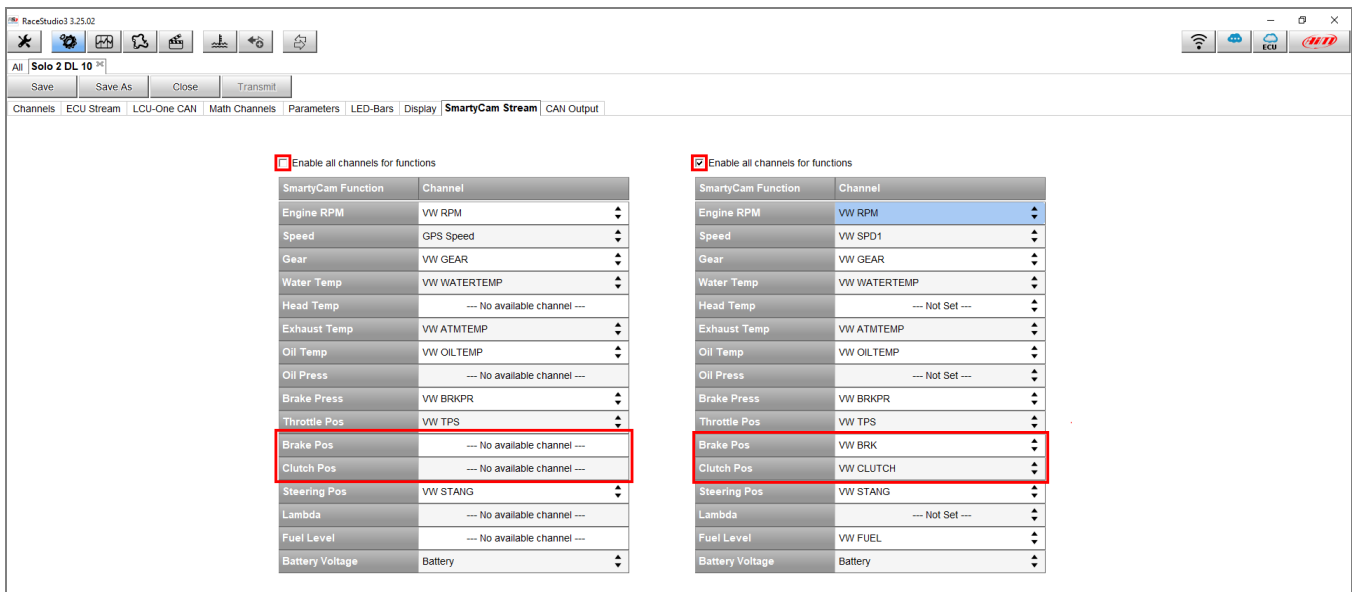 RaceStudio3 3.25.02
ECU
AiM
All Solo 2 DL 10
Save Save As Close Transmit
Channels ECU Stream LCU-One CAN Math Channels Parameters LED-Bars Display SmartyCam Stream CAN Output
Enable all channels for functions
SmartyCam Function Channel
Engine RPM VW RPM
Speed GPS Speed
Gear VW GEAR
Water Temp VW WATERTEMP
Head Temp --- No available channel ---
Exhaust Temp VW ATMTEMP
Oil Temp VW OILTEMP
Oil Press --- No available channel ---
Brake Press VW BRKPR
Throttle Pos VW TPS
Brake Pos --- No available channel ---
Clutch Pos --- No available channel ---
Steering Pos VW STANG
Lambda --- No available channel ---
Fuel Level --- No available channel ---
Battery Voltage Battery
Enable all channels for functions
SmartyCam Function Channel
Engine RPM VW RPM
Speed VW SPD1
Gear VW GEAR
Water Temp VW WATERTEMP
Head Temp --- Not Set ---
Exhaust Temp VW ATMTEMP
Oil Temp VW OILTEMP
Oil Press --- Not Set ---
Brake Press VW BRKPR
Throttle Pos VW TPS
Brake Pos VW BRK
Clutch Pos VW CLUTCH
Steering Pos VW STANG
Lambda --- Not Set ---
Fuel Level VW FUEL
Battery Voltage Battery